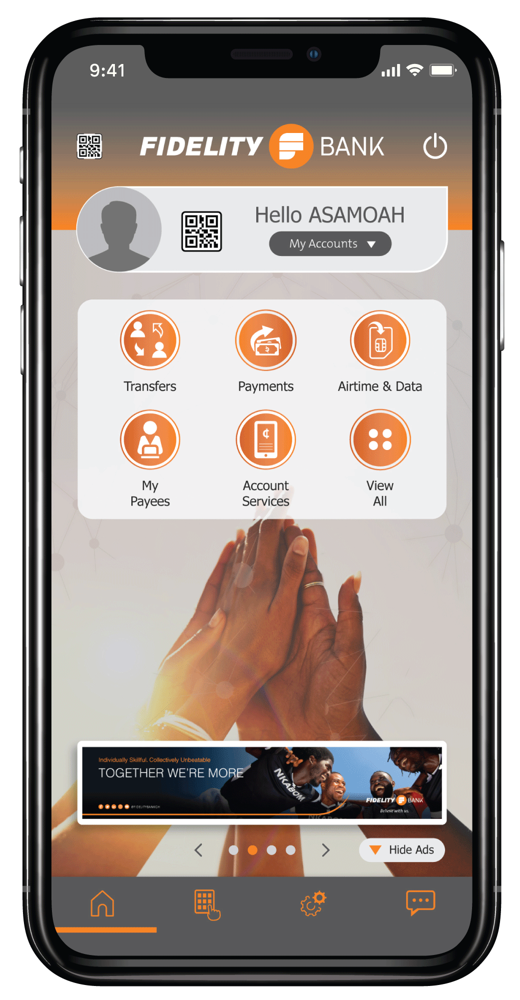 9:41
FIDELITY BANK
Hello ASAMOAH
My Accounts
Transfers
Payments
Airtime & Data
My
Payees
Account
Services
View
All
Individually Skillful. Collectively Unbeatable
TOGETHER WE'RE MORE
NKABOM
NKABOM
FIDELITY BANK
Believe with us.
@FIDELITYBANKGH
Hide Ads